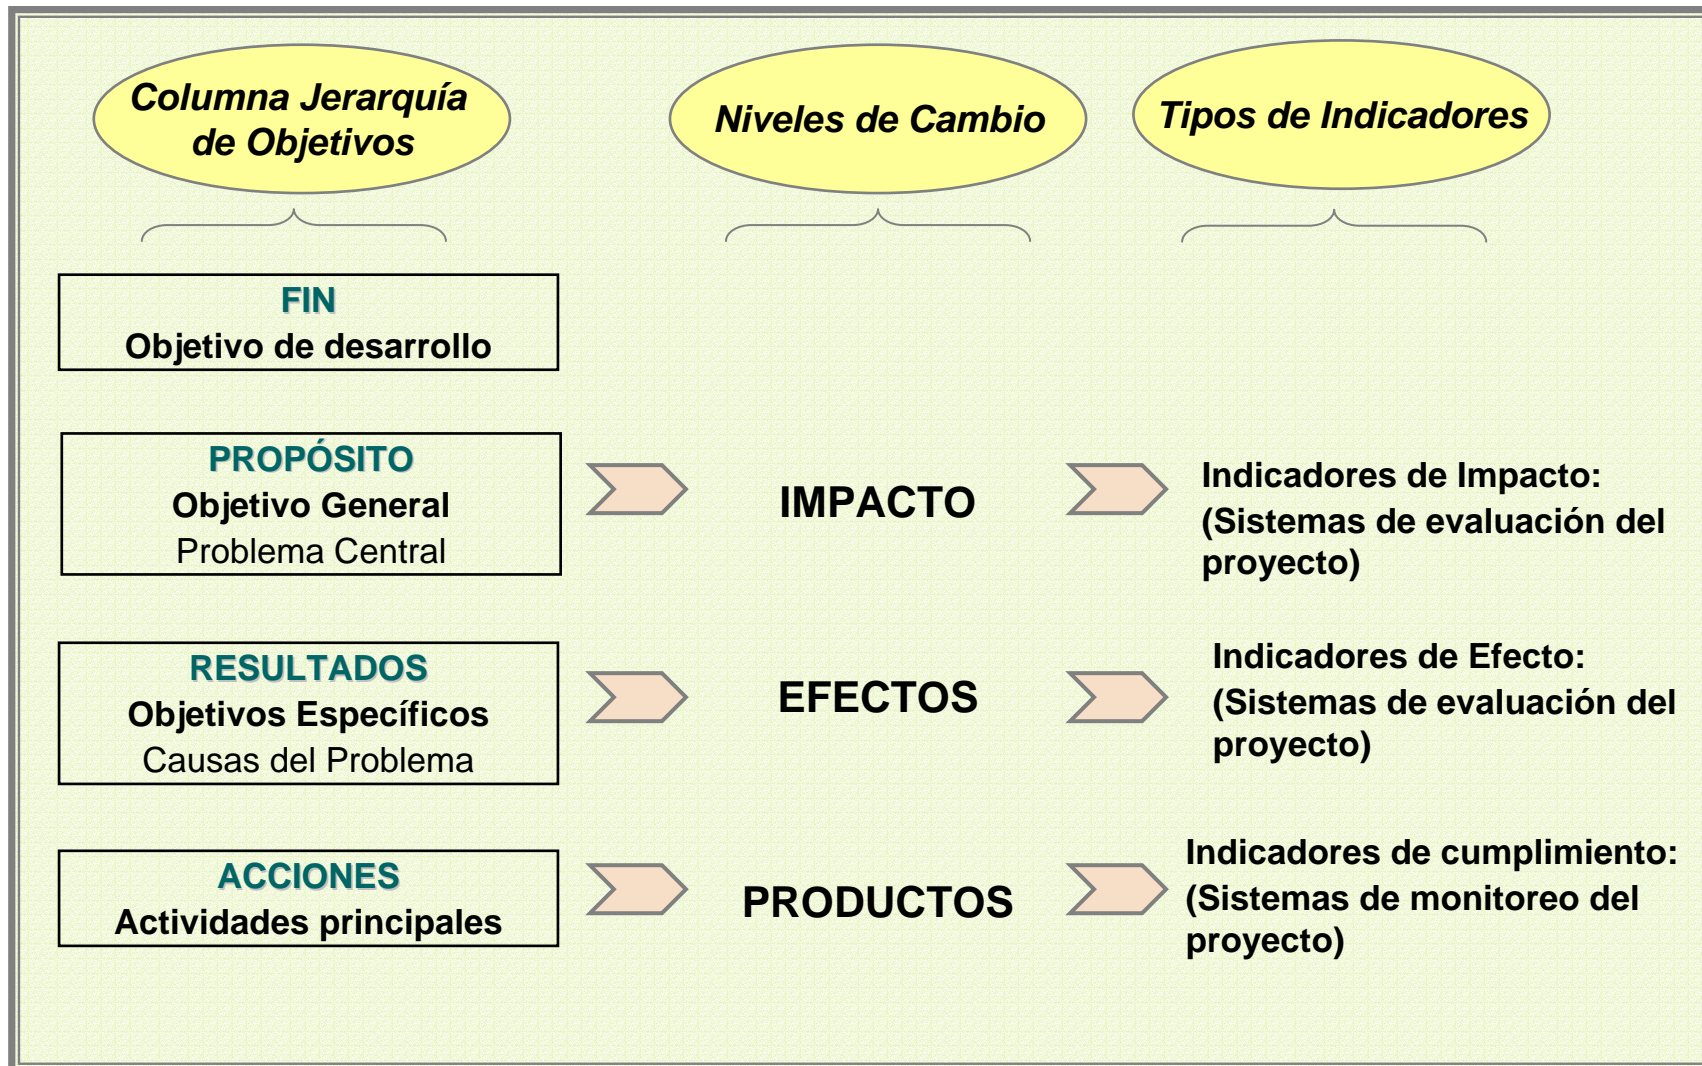 Columna Jerarquía
de Objetivos
Niveles de Cambio
Tipos de Indicadores
FIN
Objetivo de desarrollo
PROPÓSITO
Objetivo General
Problema Central
IMPACTO
Indicadores de Impacto:
(Sistemas de evaluación del
proyecto)
RESULTADOS
Objetivos Específicos
Causas del Problema
EFECTOS
Indicadores de Efecto:
(Sistemas de evaluación del
proyecto)
ACCIONES
Actividades principales
PRODUCTOS
Indicadores de cumplimiento:
(Sistemas de monitoreo del
proyecto)